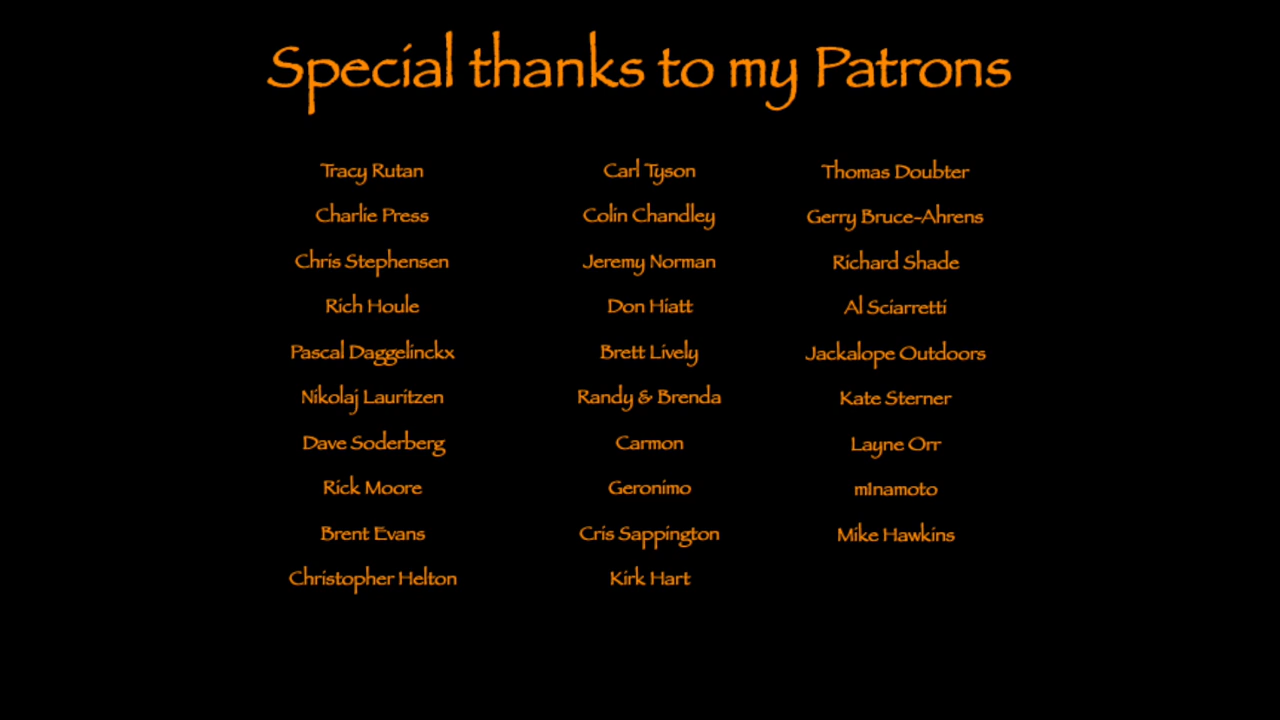 Special thanks to my Patrons
Tracy Rutan
Charlie Press
Chris Stephensen
Rich Houle
Pascal Daggelinckx
Nikolaj Lauritzen
Dave Soderberg
Rick Moore
Brent Evans
Christopher Helton
Carl Tyson
Colin Chandley
Jeremy Norman
Don Hiatt
Brett Lively
Randy & Brenda
Carmon
Geronimo
Cris Sappington
Kirk Hart
Thomas Doubter
Gerry Bruce-Ahrens
Richard Shade
Al Sciarretti
Jackalope Outdoors
Kate Sterner
Layne Orr
m1namoto
Mike Hawkins